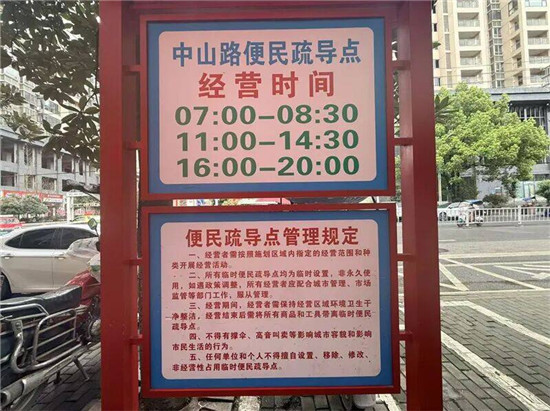 中山路便民疏导点
经营时间
07:00-08:30
11:00-14:30
16:00-20:00
便民疏导点管理规定
一、经营者需按照施划区域内指定的经营范围和种
类开展经营活动。
二、所有临时便民疏导点均为临时设置，非永久使
用，如遇政策调整，所有经营者应配合城市管理、市场
监管等部门工作，服从管理。
三、经营期间，经营者需保持经营区域环境卫生干
净整洁，经营结束后需将所有商品和工具带离临时便民
疏导点。
四、不得有撑伞、高音叫卖等影响城市容貌和影响
市民生活的行为。
五、任何单位和个人不得擅自设置、移除、修改、
非经营性占用临时便民疏导点。